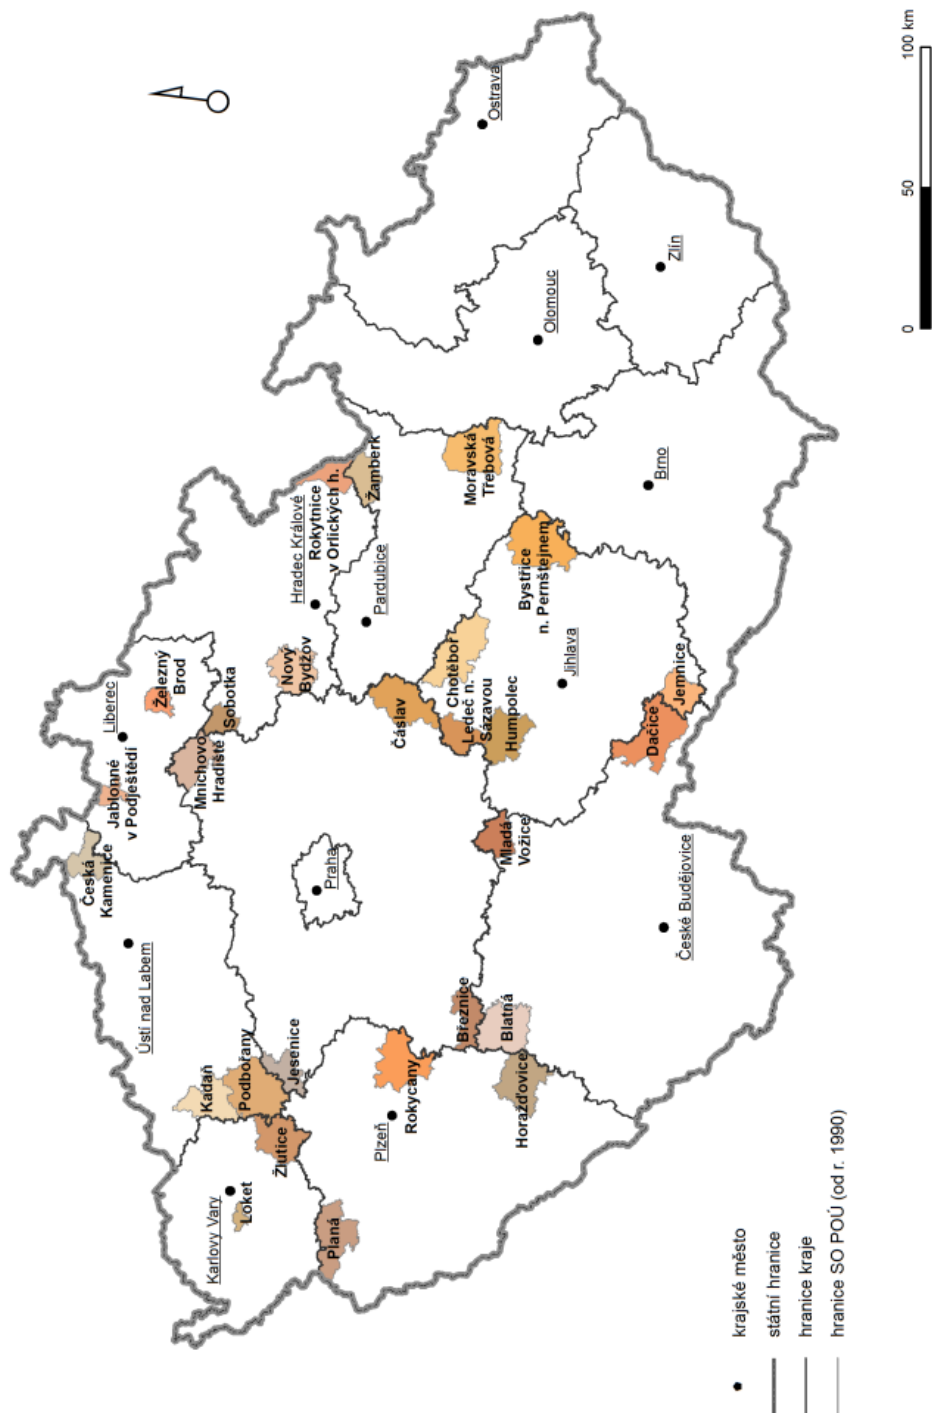 Česká
Kamenice
Jablonné
v Podještědí
Liberec
Železný
Brod
Ústí nad Labem
Mnichovo
Hradiště
Sobotka
Kadaň
Podbořany
Jesenice
Karlovy Vary
Loket
Žlutice
Praha
Nový
Bydžov
Hradec Králové
Rokytnice
v Orlických h.
Žamberk
Pardubice
Planá
Plzeň
Rokycany
Čáslav
Chotěboř
Ledeč n.
Sázavou
Humpolec
Moravská
Třebová
Ostrava
Březnice
Blatná
Horažďovice
Mladá
Vožice
Bystřice
n. Pernštejnem
Olomouc
Jihlava
Dačice
Jemnice
Brno
Zlín
České Budějovice
krajské město
státní hranice
hranice kraje
hranice SO POÚ (od r. 1990)
0
50
100 km